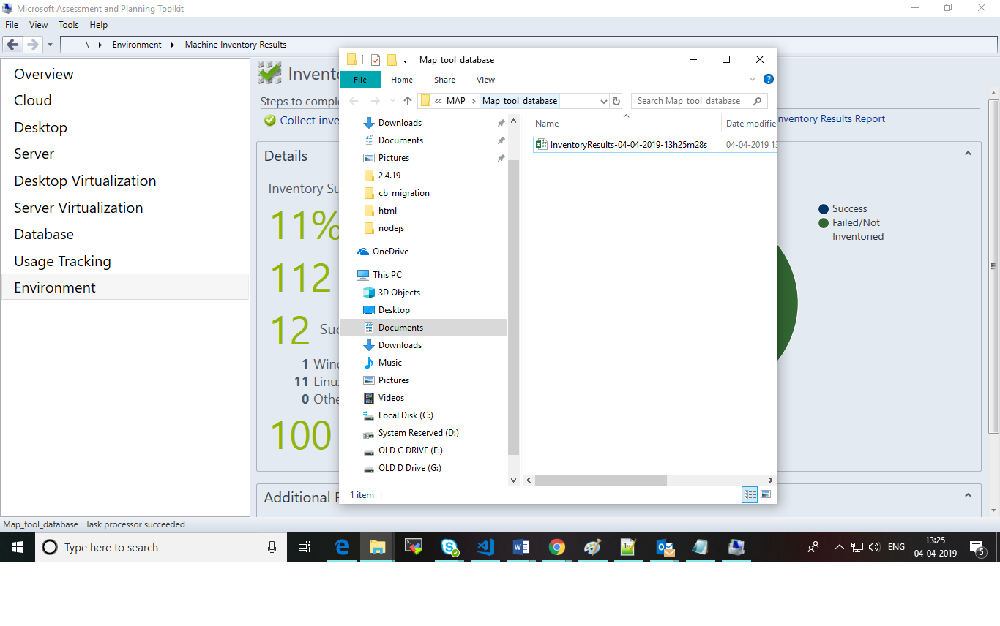 Microsoft Assessment and Planning Toolkit
File View Tools Help
\ Environment Machine Inventory Results
Overview
Cloud
Desktop
Server
Desktop Virtualization
Server Virtualization
Database
Usage Tracking
Environment
Invento
Steps to comple
Collect inve
nventory Results Report
Details
Inventory Su
11%
112
12 Suc
1 Wind
11 Linux
0 Othe
100
Success
Failed/Not
Inventoried
Additional R
Map_tool_database
File Home Share View
« MAP Map_tool_database
Search Map_tool_database
Downloads
Documents
Pictures
2.4.19
cb_migration
html
nodejs
OneDrive
This PC
3D Objects
Desktop
Documents
Downloads
Music
Pictures
Videos
Local Disk (C:)
System Reserved (D:)
OLD C DRIVE (F:)
OLD D Drive (G:)
Name Date modifie
InventoryResults-04-04-2019-13h25m28s 04-04-2019 13:
1 item
Map_tool_database | Task processor succeeded
Type here to search
ENG
13:25
04-04-2019
5